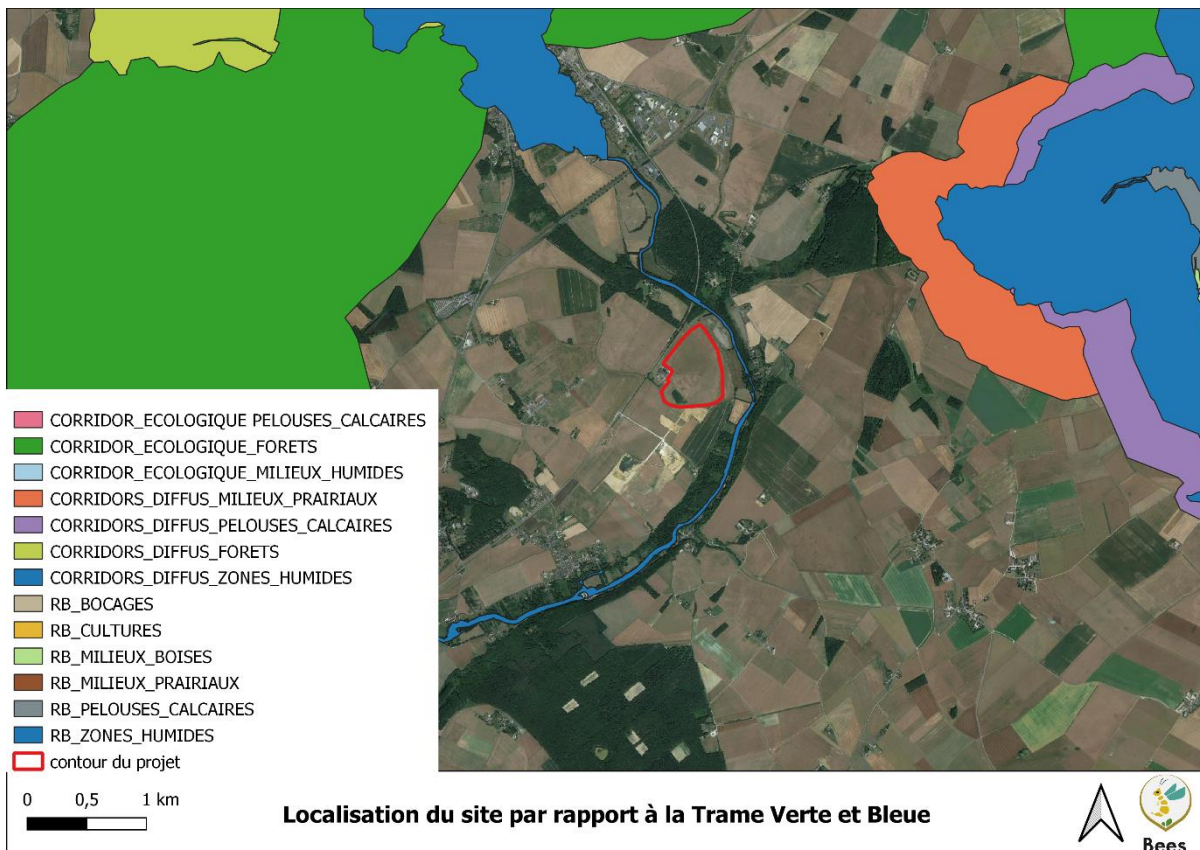 CORRIDOR_ECOLOGIQUE PELOUSES_CALCAIRES
CORRIDOR_ECOLOGIQUE_FORETS
CORRIDOR_ECOLOGIQUE_MILIEUX_HUMIDES
CORRIDORS_DIFFUS_MILIEUX_PRAIRIAUX
CORRIDORS_DIFFUS_PELOUSES_CALCAIRES
CORRIDORS_DIFFUS_FORETS
CORRIDORS_DIFFUS_ZONES_HUMIDES
RB_BOCAGES
RB_CULTURES
RB_MILIEUX_BOISES
RB_MILIEUX_PRAIRIAUX
RB_PELOUSES_CALCAIRES
RB_ZONES_HUMIDES
contour du projet
0 0,5 1 km
Localisation du site par rapport à la Trame Verte et Bleue
Bees